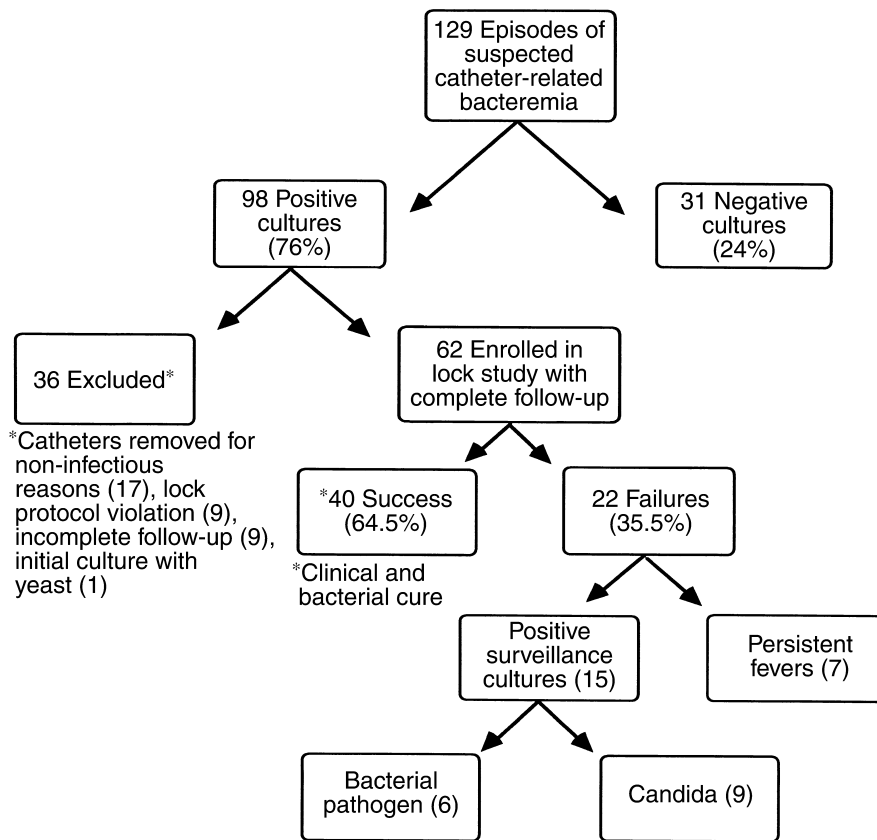 129 Episodes of
suspected
catheter-related
bacteremia
98 Positive
cultures
(76%)
31 Negative
cultures
(24%)
36 Excluded*
62 Enrolled in
lock study with
complete follow-up
*Catheters removed for
non-infectious
reasons (17), lock
protocol violation (9),
incomplete follow-up (9),
initial culture with
yeast (1)
*40 Success
(64.5%)
22 Failures
(35.5%)
*Clinical and
bacterial cure
Positive
surveillance
cultures (15)
Persistent
fevers (7)
Bacterial
pathogen (6)
Candida (9)